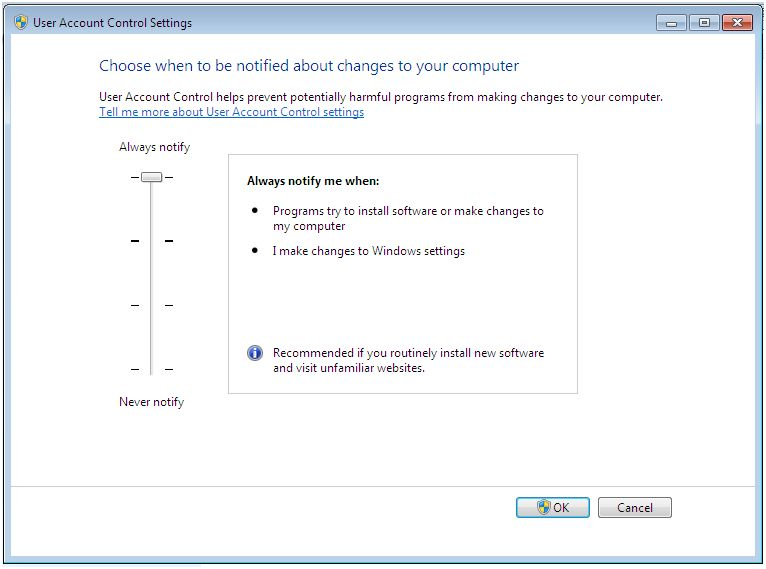 User Account Control Settings
Choose when to be notified about changes to your computer
User Account Control helps prevent potentially harmful programs from making changes to your computer.
Tell me more about User Account Control settings
Always notify
Always notify me when:
Programs try to install software or make changes to
my computer
I make changes to Windows settings
Recommended if you routinely install new software
and visit unfamiliar websites.
Never notify
OK
Cancel